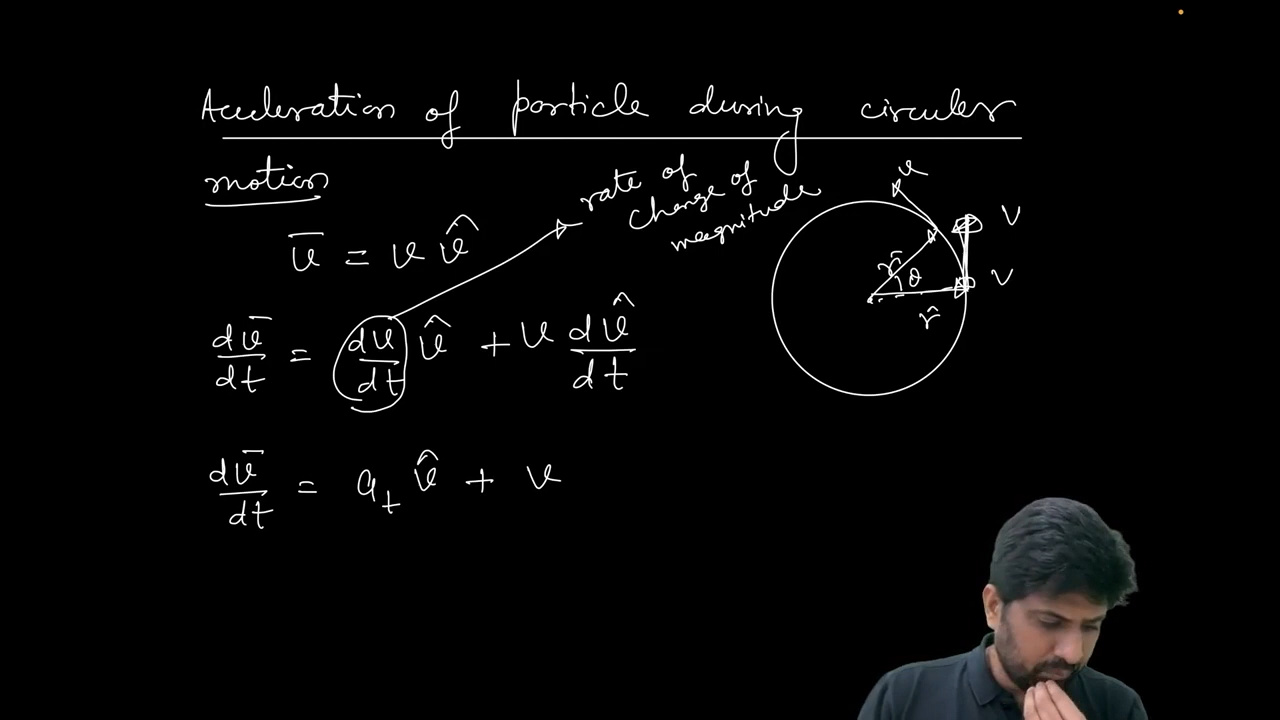 Acceleration of particle during circular
motion
v̄ = v v̂
rate of
change of
magnitude
dv̄/dt = dv/dt v̂ + v dv̂/dt
dv̄/dt = a_t v̂ + v
v
V
V
r̄
θ
r̄